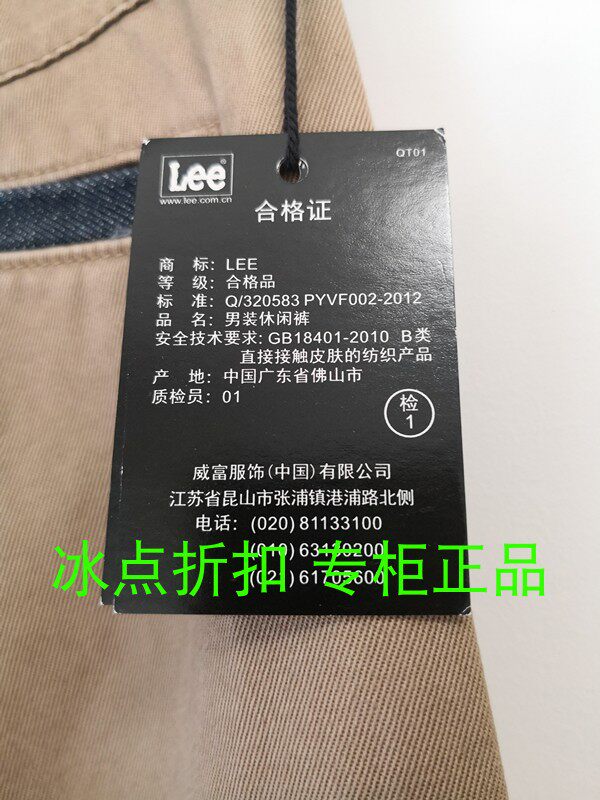 Lee
®
www.lee.com.cn
QT01
合格证
商 标: LEE
等 级: 合格品
标 准: Q/320583 PYVF002-2012
品 名: 男装休闲裤
安全技术要求: GB18401-2010 B类
直接接触皮肤的纺织产品
产 地: 中国广东省佛山市
质检员: 01
检
1
威富服饰(中国)有限公司
江苏省昆山市张浦镇港浦路北侧
电话: (020) 81133100
(010) 63130200
(021) 61705600
冰点折扣 专柜正品